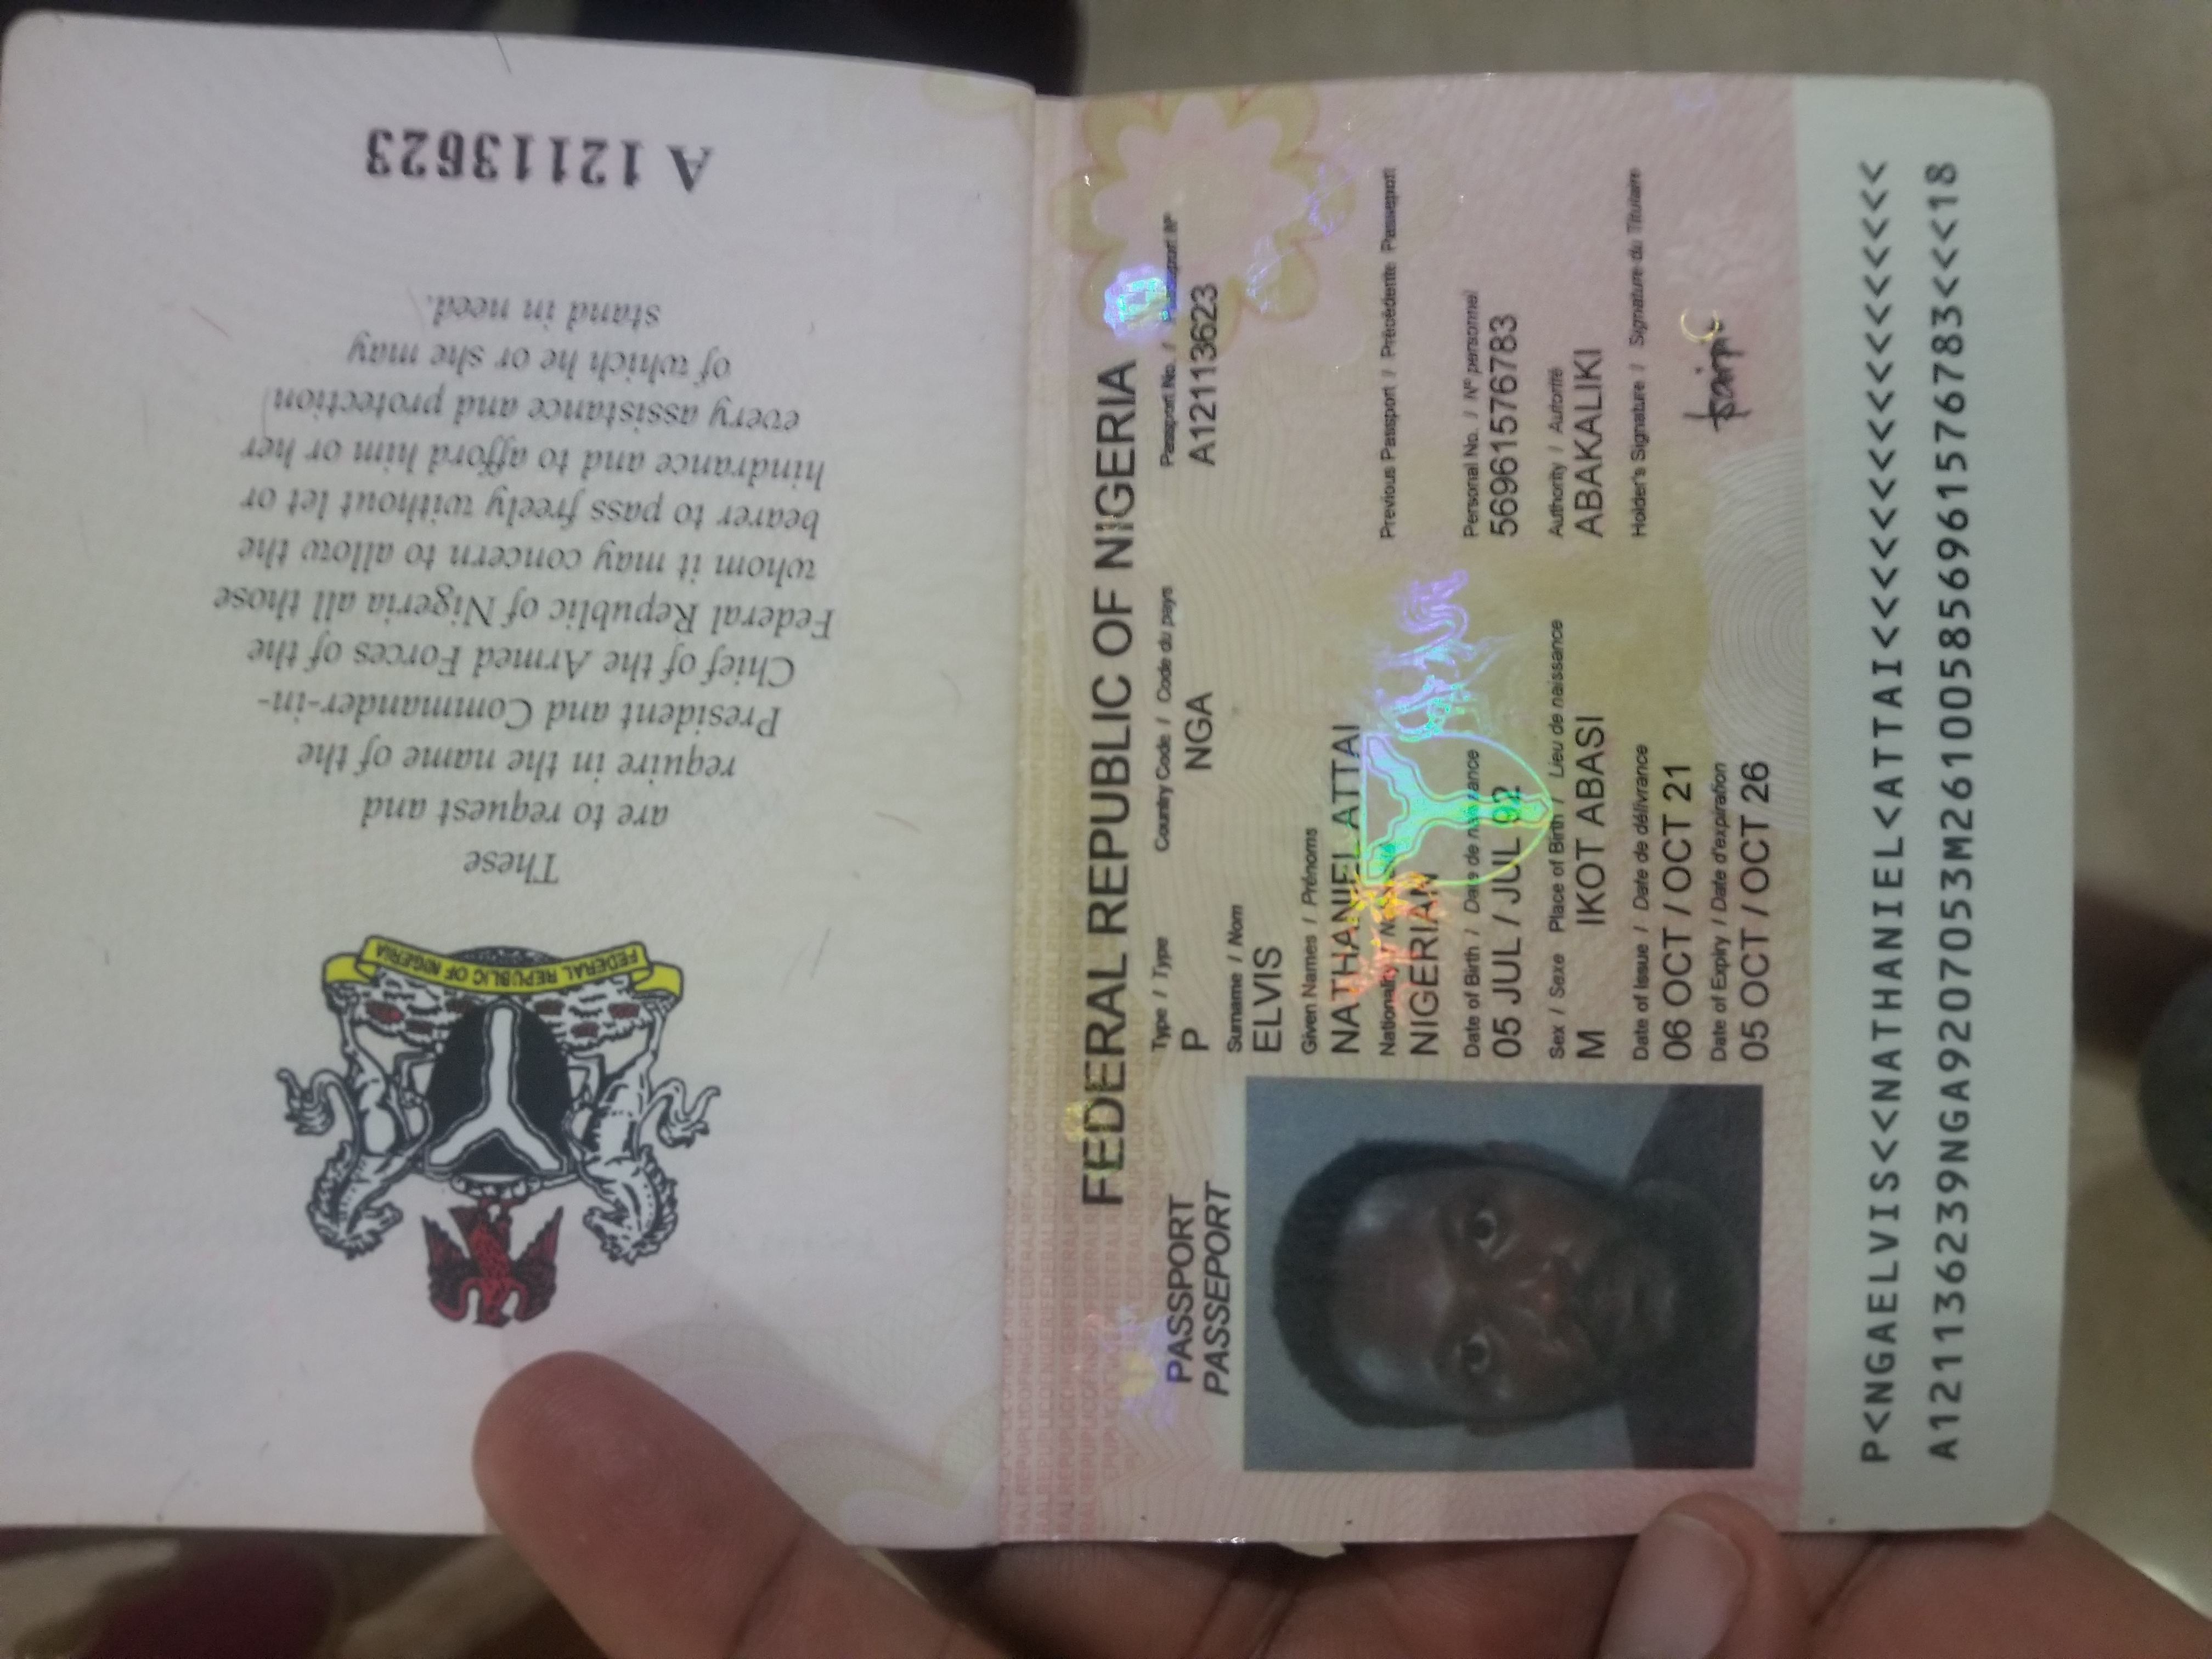 FEDERAL REPUBLIC OF NIGERIA
These
are to request and
require in the name of the
President and Commander-in-
Chief of the Armed Forces of the
Federal Republic of Nigeria all those
whom it may concern to allow the
bearer to pass freely without let or
hindrance and to afford him or her
every assistance and protection
of which he or she may
stand in need.
A12113623
FEDERAL REPUBLIC OF NIGERIA
PASSPORT
PASSEPORT
Type / Type
Country Code / Code du pays
Passport No. / Passeport Nº
P
NGA
A12113623
Surname / Nom
ELVIS
Given Names / Prénoms
NATHANIEL ATTAI
Nationality /
Previous Passport / Précédente Passeport
NIGERIAN
Date of Birth / Date de naissance
Personal No. / Nº personnel
05 JUL / JUL 92
56961576783
Sex / Sexe Place of Birth / Lieu de naissance
Authority / Autorité
M IKOT ABASI
ABAKALIKI
Date of Issue / Date de délivrance
Holder's Signature / Signature du Titulaire
06 OCT / OCT 21
Date of Expiry / Date d'expiration
05 OCT / OCT 26
P<NGAELVIS<<NATHANIEL<ATTAI<<<<<<<<<<<<<<<<<
A121136239NGA9207053M261005856961576783<<<18